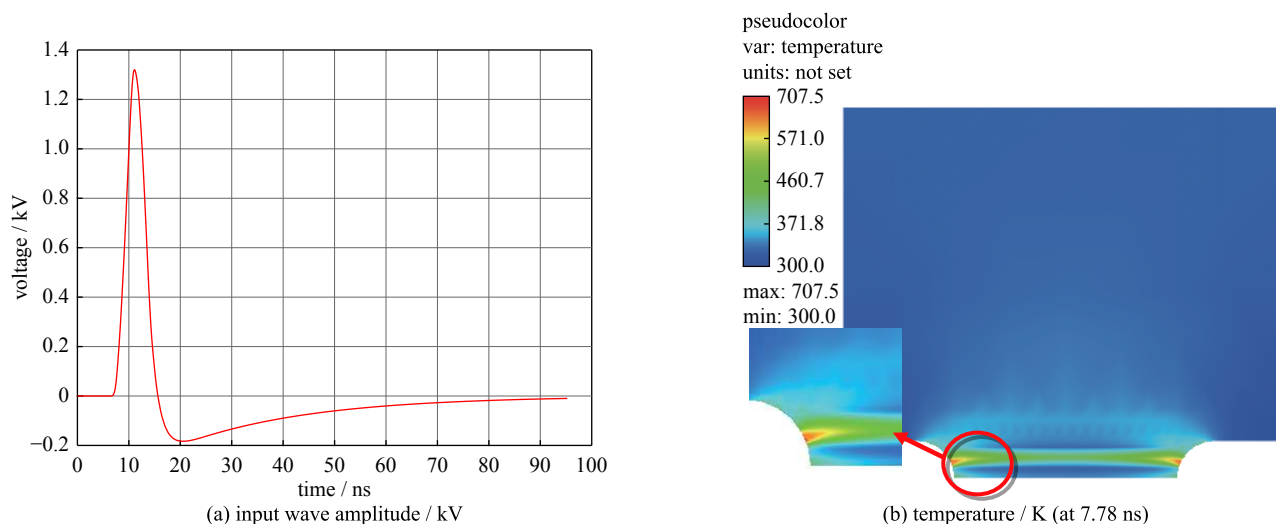 1.4
1.2
1.0
0.8
0.6
0.4
0.2
0
−0.2
voltage / kV
0 10 20 30 40 50 60 70 80 90 100
time / ns
(a) input wave amplitude / kV
pseudocolor
var: temperature
units: not set
707.5
571.0
460.7
371.8
300.0
max: 707.5
min: 300.0
(b) temperature / K (at 7.78 ns)